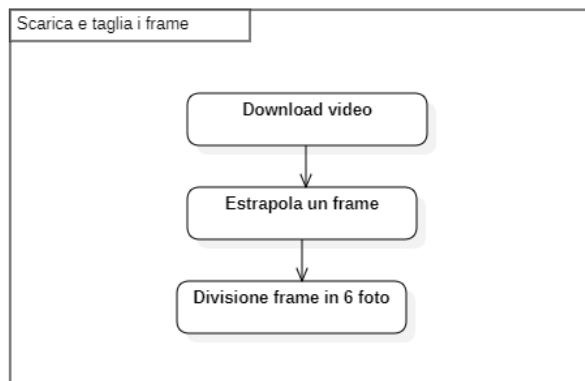 Scarica e taglia i frame
Download video
Estrapola un frame
Divisione frame in 6 foto